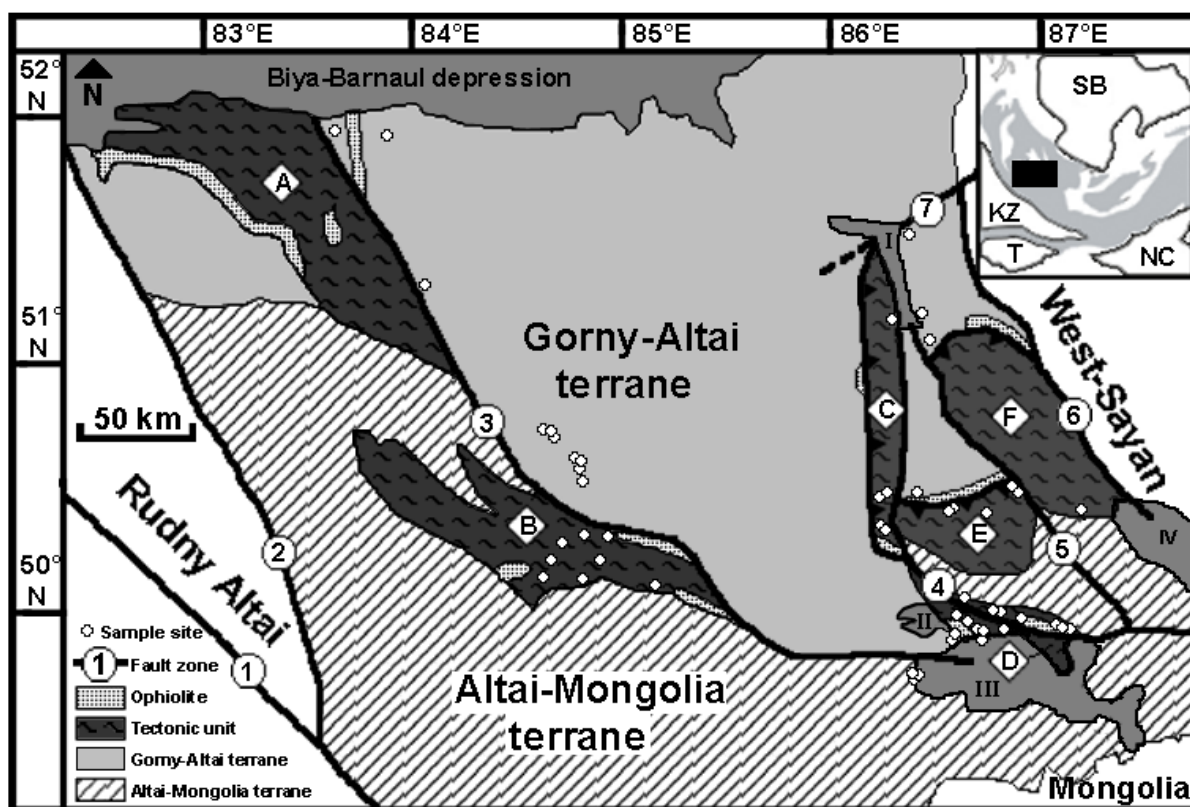 83°E
84°E
85°E
86°E
87°E
52°
N
N
Biya-Barnaul depression
SB
KZ
T
NC
A
7
I
51°
N
Gorny-Altai
terrane
West-Sayan
50 km
3
C
F
6
B
E
IV
50°
N
Rudny Altai
2
5
4
II
D
III
1
Altai-Mongolia
terrane
Mongolia
Sample site
1 Fault zone
Ophiolite
Tectonic unit
Gorny-Altai terrane
Altai-Mongolia terrane